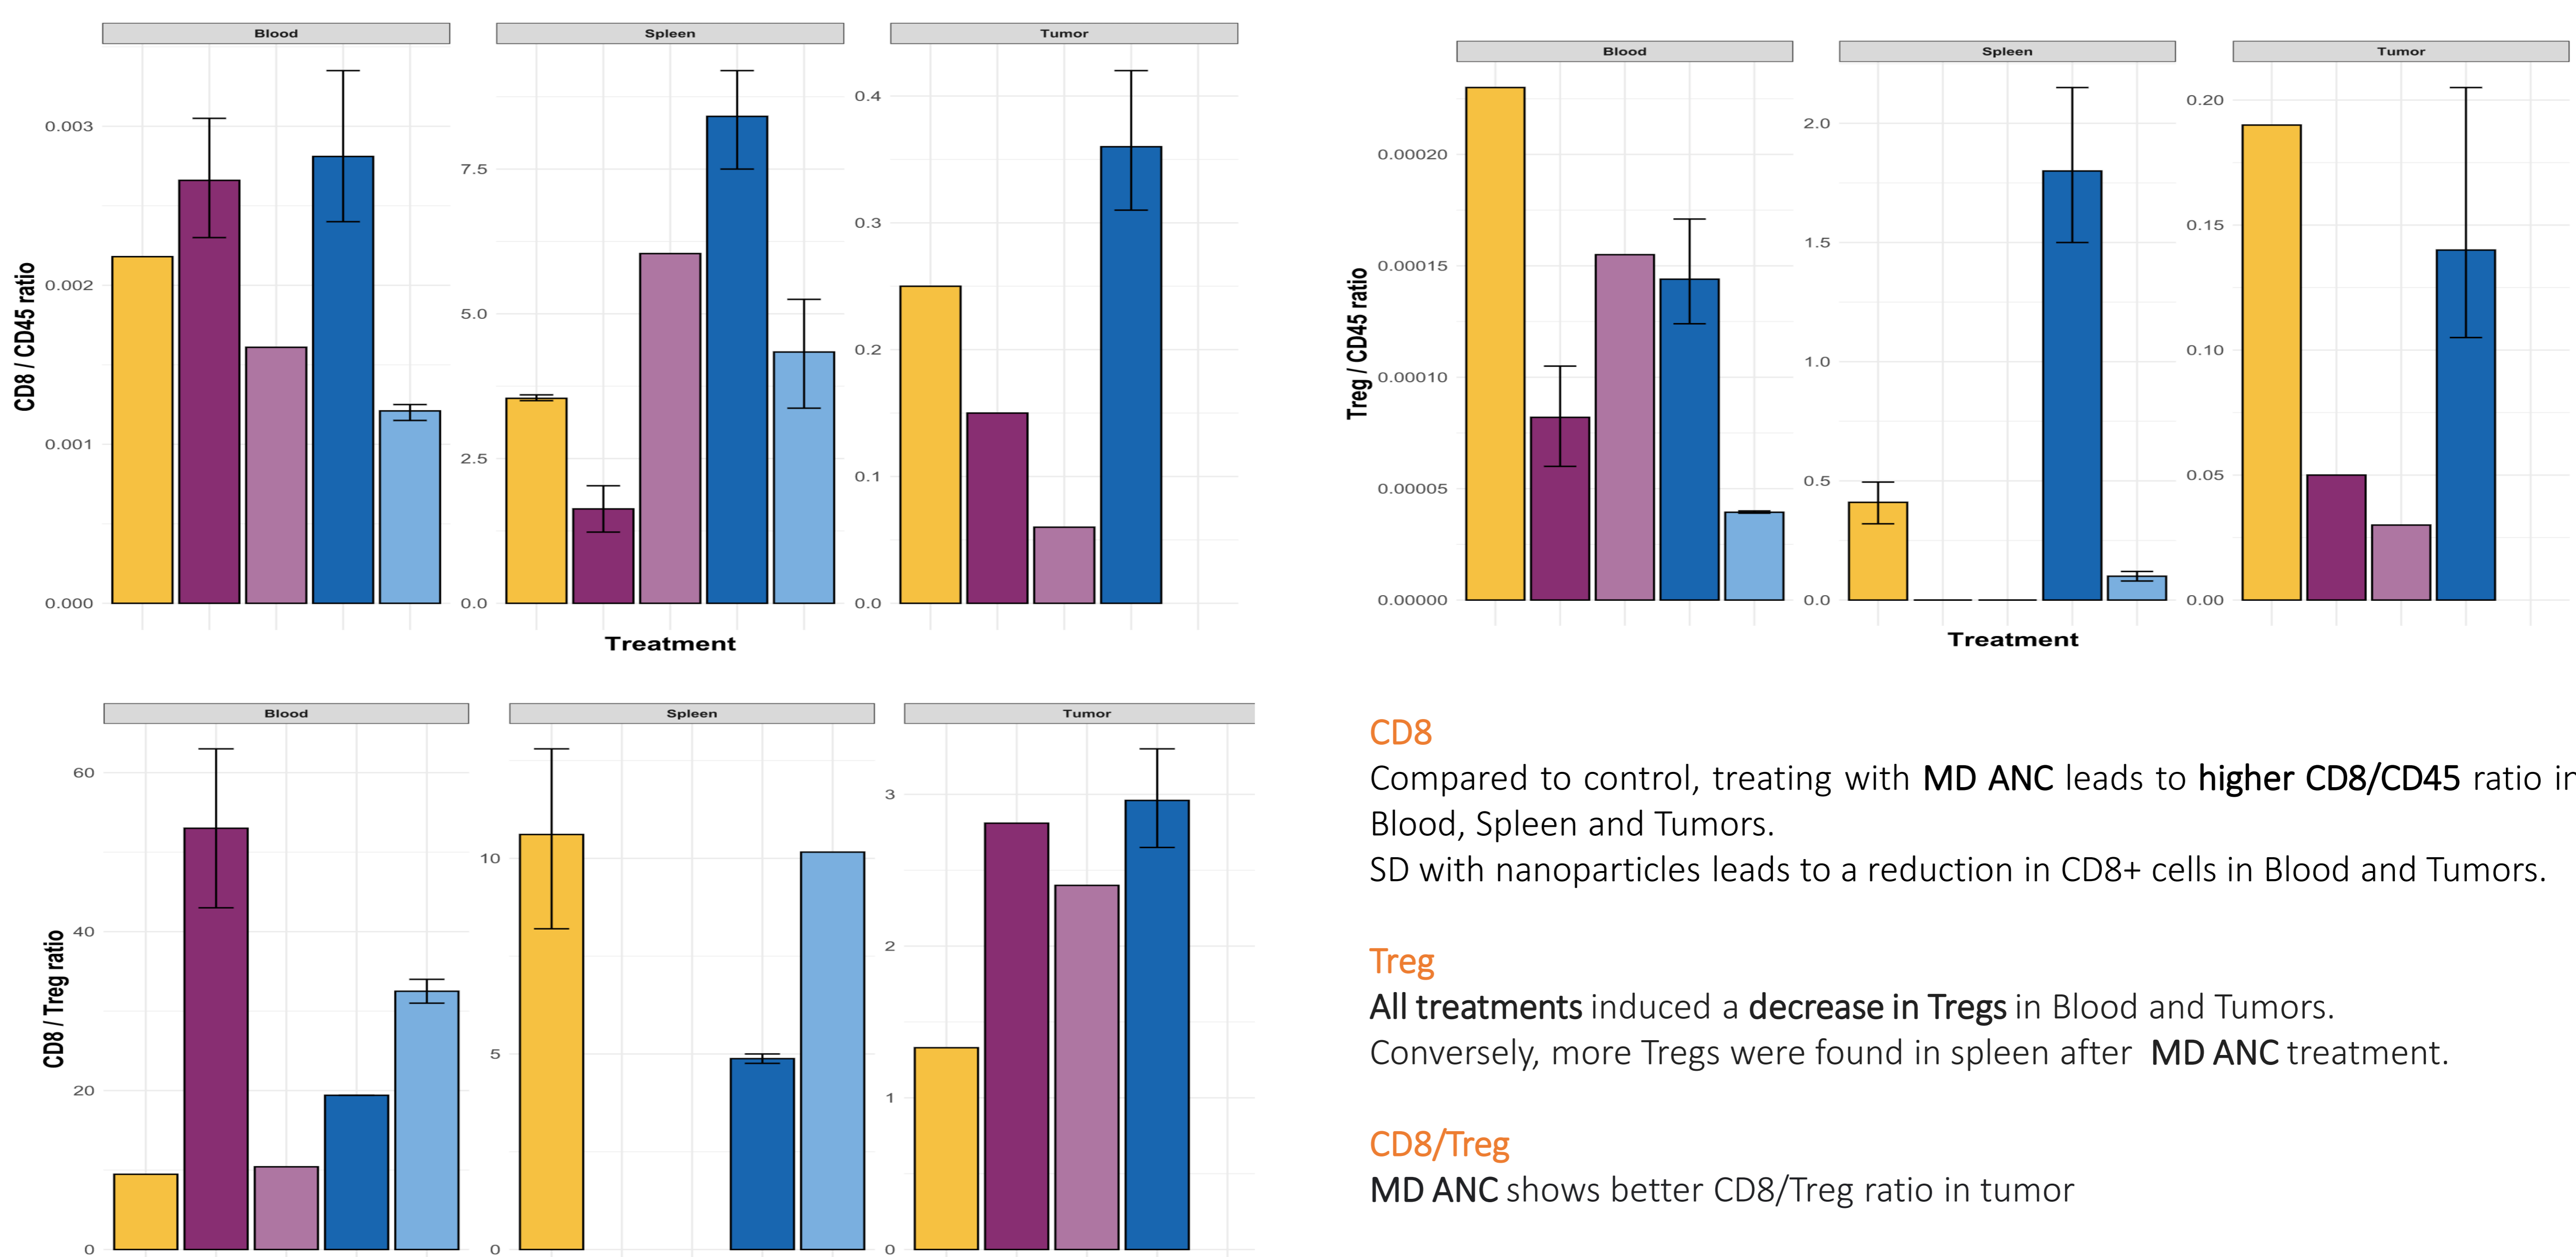 Blood
Spleen
Tumor
CD8 / CD45 ratio
0.003
0.002
0.001
0.000
7.5
5.0
2.5
0.0
0.4
0.3
0.2
0.1
0.0
Treatment
Blood
Spleen
Tumor
Treg / CD45 ratio
0.00020
0.00015
0.00010
0.00005
0.00000
2.0
1.5
1.0
0.5
0.0
0.20
0.15
0.10
0.05
0.00
Treatment
Blood
Spleen
Tumor
CD8 / Treg ratio
60
40
20
0
10
5
0
3
2
1
0
CD8
Compared to control, treating with MD ANC leads to higher CD8/CD45 ratio in
Blood, Spleen and Tumors.
SD with nanoparticles leads to a reduction in CD8+ cells in Blood and Tumors.
Treg
All treatments induced a decrease in Tregs in Blood and Tumors.
Conversely, more Tregs were found in spleen after MD ANC treatment.
CD8/Treg
MD ANC shows better CD8/Treg ratio in tumor